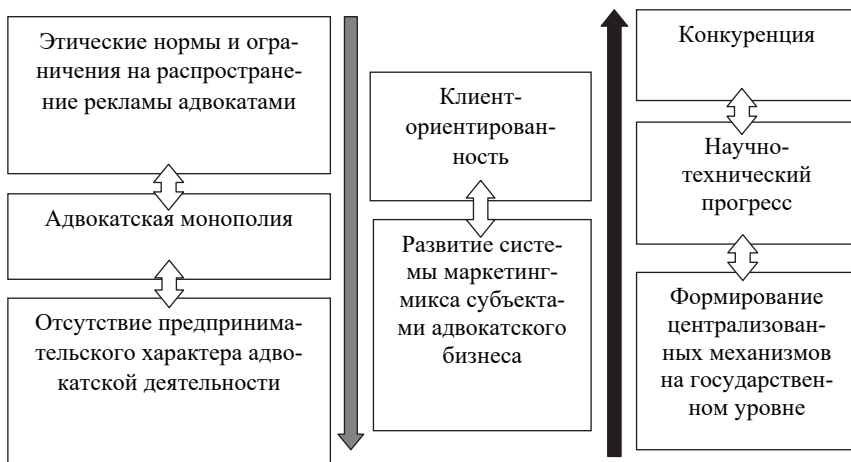 Этические нормы и огра-
ничения на распростране-
ние рекламы адвокатами
Адвокатская монополия
Отсутствие предпринима-
тельского характера адво-
катской деятельности
Клиент-
ориентирован-
ность
Развитие систе-
мы маркетинг-
микса субъекта-
ми адвокатского
бизнеса
Конкуренция
Научно-
технический
прогресс
Формирование
централизован-
ных механизмов
на государствен-
ном уровне